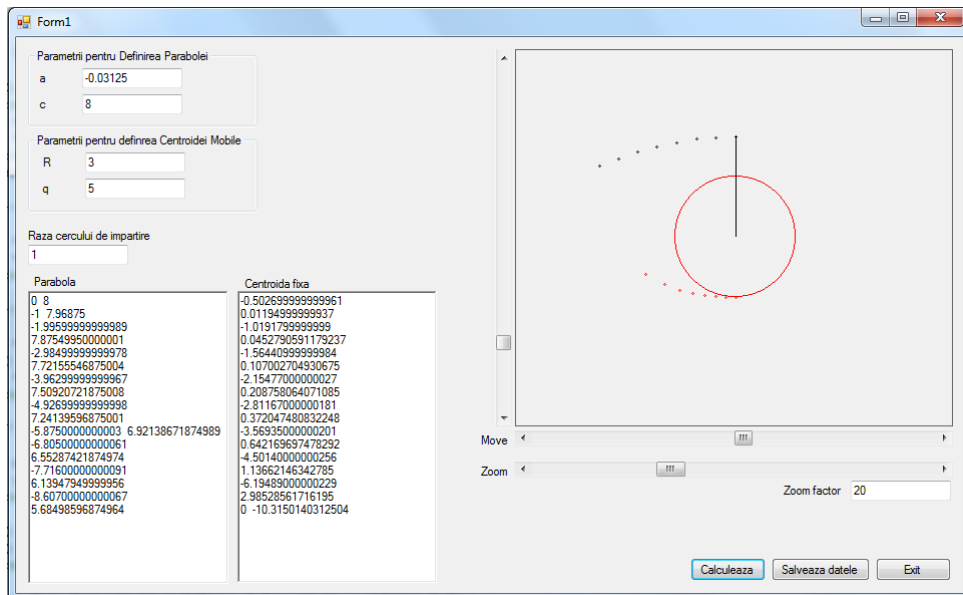 Form1
Parametrii pentru Definirea Parabolei
a -0.03125
c 8
Parametrii pentru definrea Centroidei Mobile
R 3
q 5
Raza cercului de impartire
1
Parabola
0 8
-1 7.96875
-1.99599999999989
7.87549950000001
-2.98499999999978
7.72155546875004
-3.96299999999967
7.50920721875008
-4.92699999999998
7.24139596875001
-5.8750000000003 6.92138671874989
-6.80500000000061
6.55287421874974
-7.71600000000091
6.13947949999956
-8.60700000000067
5.68498596874964
Centroida fixa
-0.502699999999961
0.01194999999937
-1.0191799999999
0.0452790591179237
-1.56440999999984
0.107002704930675
-2.15477000000027
0.208758064071085
-2.81167000000181
0.372047480832248
-3.56935000000201
0.642169697478292
-4.50140000000256
1.13662146342785
-6.19489000000229
2.98528561716195
0 -10.3150140312504
Move
Zoom
Zoom factor 20
Calculeaza
Salveaza datele
Exit